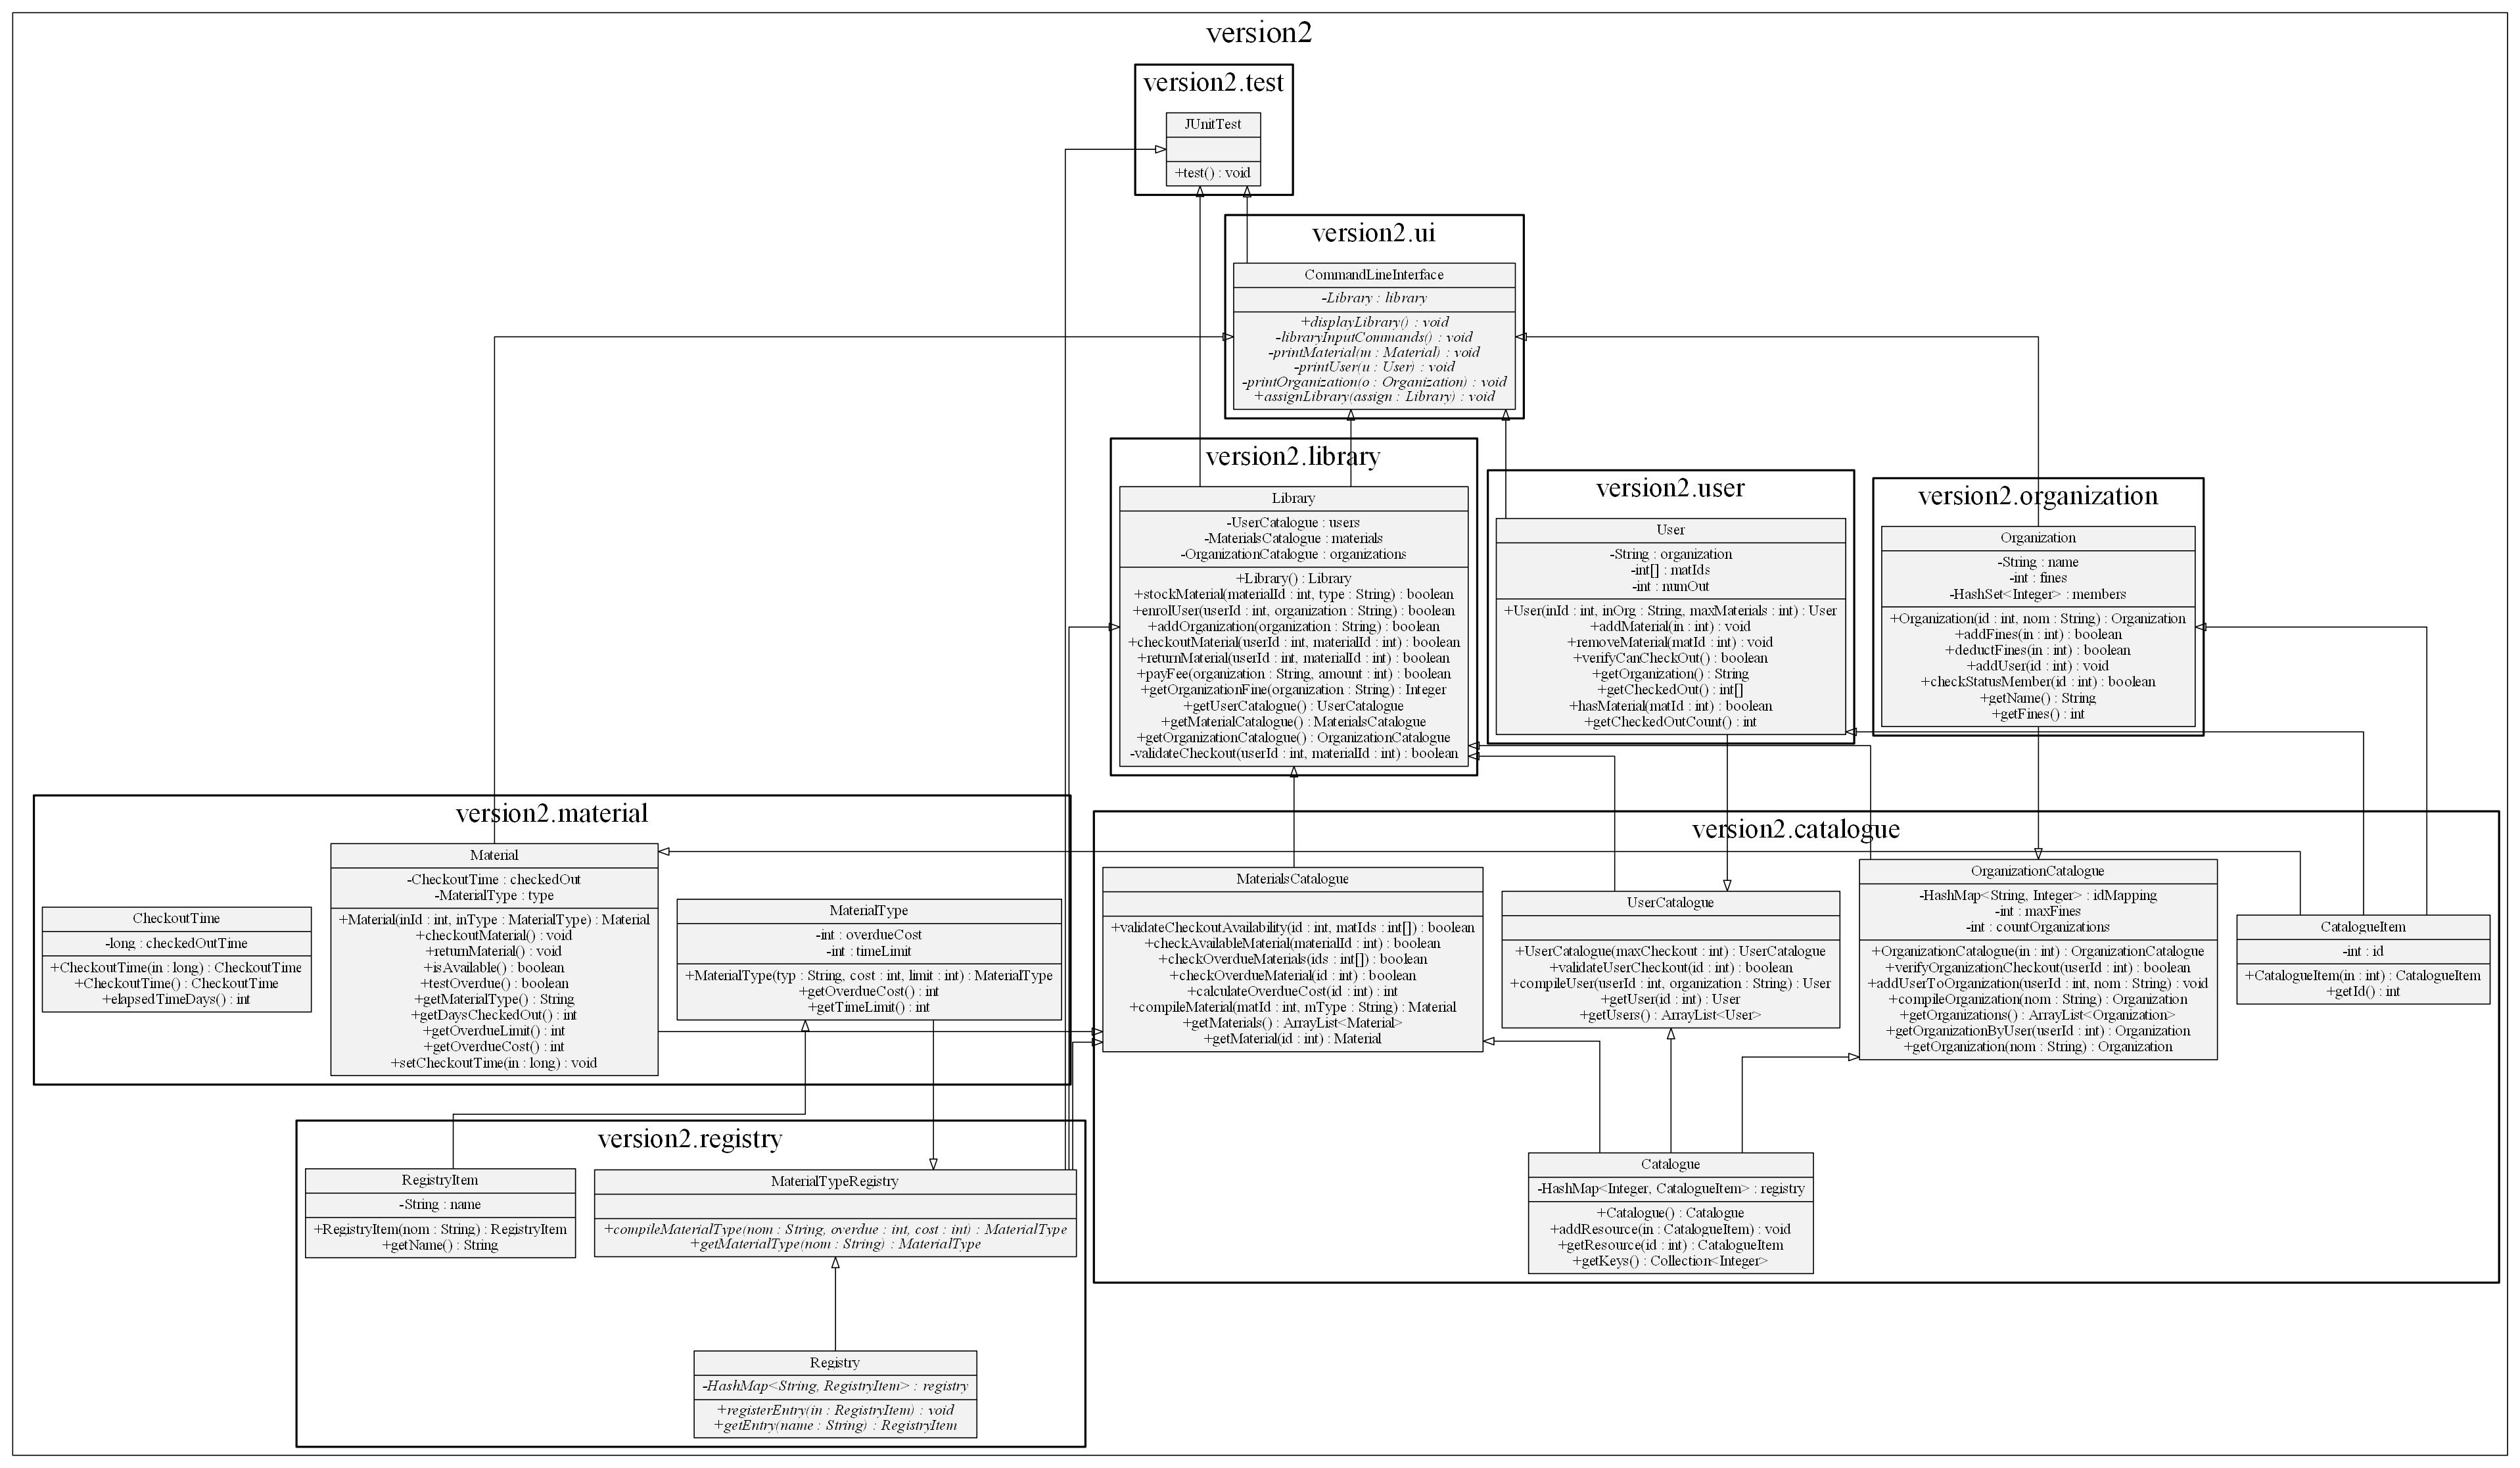 version2
version2.test
JUnitTest
+test() : void
version2.ui
CommandLineInterface
-Library : library
+displayLibrary() : void
-libraryInputCommands() : void
-printMaterial(m : Material) : void
-printUser(u : User) : void
-printOrganization(o : Organization) : void
+assignLibrary(assign : Library) : void
version2.library
Library
-UserCatalogue : users
-MaterialsCatalogue : materials
-OrganizationCatalogue : organizations
+Library() : Library
+stockMaterial(materialId : int, type : String) : boolean
+enrolUser(userId : int, organization : String) : boolean
+addOrganization(organization : String) : boolean
+checkoutMaterial(userId : int, materialId : int) : boolean
+returnMaterial(userId : int, materialId : int) : boolean
+payFee(organization : String, amount : int) : boolean
+getOrganizationFine(organization : String) : Integer
+getUserCatalogue() : UserCatalogue
+getMaterialCatalogue() : MaterialsCatalogue
+getOrganizationCatalogue() : OrganizationCatalogue
-validateCheckout(userId : int, materialId : int) : boolean
version2.user
User
-String : organization
-int[] : matIds
-int : numOut
+User(inId : int, inOrg : String, maxMaterials : int) : User
+addMaterial(in : int) : void
+removeMaterial(matId : int) : void
+verifyCanCheckOut() : boolean
+getOrganization() : String
+getCheckedOut() : int[]
+hasMaterial(matId : int) : boolean
+getCheckedOutCount() : int
version2.organization
Organization
-String : name
-int : fines
-HashSet<Integer> : members
+Organization(id : int, nom : String) : Organization
+addFines(in : int) : boolean
+deductFines(in : int) : boolean
+addUser(id : int) : void
+checkStatusMember(id : int) : boolean
+getName() : String
+getFines() : int
version2.material
CheckoutTime
-long : checkedOutTime
+CheckoutTime(in : long) : CheckoutTime
+CheckoutTime() : CheckoutTime
+elapsedTimeDays() : int
Material
-CheckoutTime : checkedOut
-MaterialType : type
+Material(inId : int, inType : MaterialType) : Material
+checkoutMaterial() : void
+returnMaterial() : void
+isAvailable() : boolean
+testOverdue() : boolean
+getMaterialType() : String
+getDaysCheckedOut() : int
+getOverdueLimit() : int
+getOverdueCost() : int
+setCheckoutTime(in : long) : void
MaterialType
-int : overdueCost
-int : timeLimit
+MaterialType(typ : String, cost : int, limit : int) : MaterialType
+getOverdueCost() : int
+getTimeLimit() : int
version2.catalogue
MaterialsCatalogue
+validateCheckoutAvailability(id : int, matIds : int[]) : boolean
+checkAvailableMaterial(materialId : int) : boolean
+checkOverdueMaterials(ids : int[]) : boolean
+checkOverdueMaterial(id : int) : boolean
+calculateOverdueCost(id : int) : int
+compileMaterial(matId : int, mType : String) : Material
+getMaterials() : ArrayList<Material>
+getMaterial(id : int) : Material
UserCatalogue
+UserCatalogue(maxCheckout : int) : UserCatalogue
+validateUserCheckout(id : int) : boolean
+compileUser(userId : int, organization : String) : User
+getUser(id : int) : User
+getUsers() : ArrayList<User>
OrganizationCatalogue
-HashMap<String, Integer> : idMapping
-int : maxFines
-int : countOrganizations
+OrganizationCatalogue(in : int) : OrganizationCatalogue
+verifyOrganizationCheckout(userId : int) : boolean
+addUserToOrganization(userId : int, nom : String) : void
+compileOrganization(nom : String) : Organization
+getOrganizations() : ArrayList<Organization>
+getOrganizationByUser(userId : int) : Organization
+getOrganization(nom : String) : Organization
CatalogueItem
-int : id
+CatalogueItem(in : int) : CatalogueItem
+getId() : int
Catalogue
-HashMap<Integer, CatalogueItem> : registry
+Catalogue() : Catalogue
+addResource(in : CatalogueItem) : void
+getResource(id : int) : CatalogueItem
+getKeys() : Collection<Integer>
version2.registry
RegistryItem
-String : name
+RegistryItem(nom : String) : RegistryItem
+getName() : String
MaterialTypeRegistry
+compileMaterialType(nom : String, overdue : int, cost : int) : MaterialType
+getMaterialType(nom : String) : MaterialType
Registry
-HashMap<String, RegistryItem> : registry
+registerEntry(in : RegistryItem) : void
+getEntry(name : String) : RegistryItem